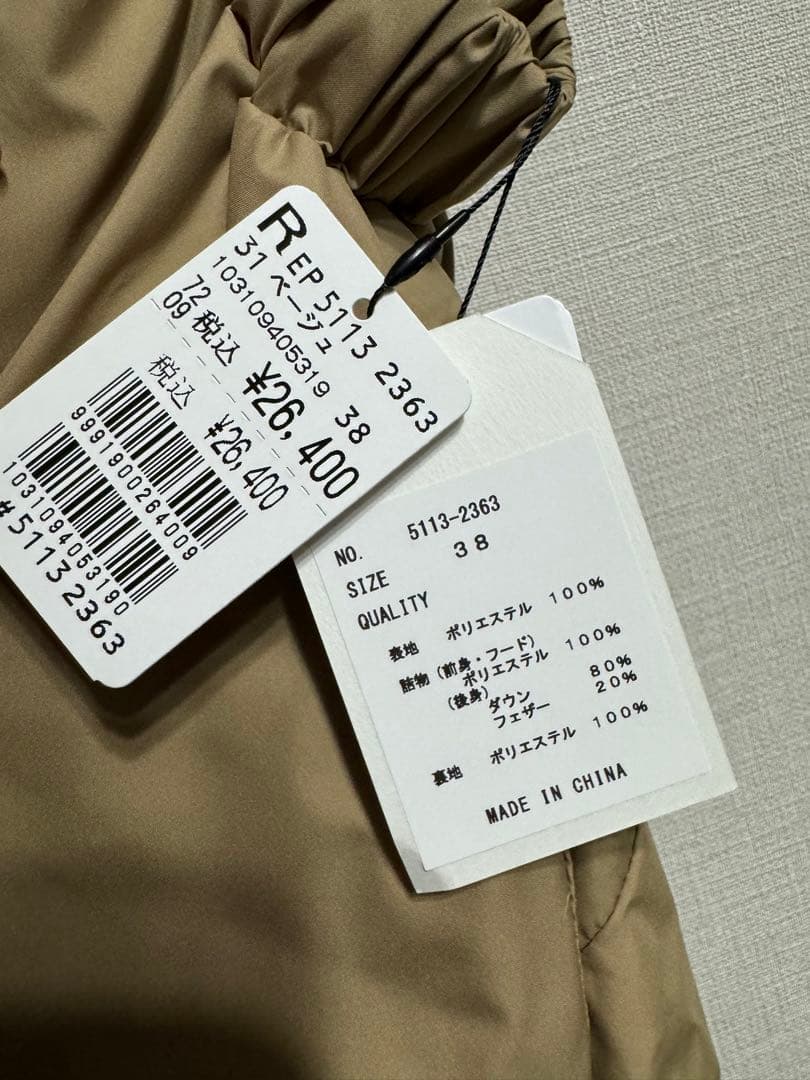 R EP 5113 2363
31 ベージュ
103109405319 38
72
09 税込 ¥26,400
税込 ¥26,400
9991900264009
1031094053190
#51132363
NO. 5113-2363
SIZE 38
QUALITY
表地 ポリエステル 100%
詰物 (前身・フード)
ポリエステル 100%
(後身)
ダウン 80%
フェザー 20%
裏地 ポリエステル 100%
MADE IN CHINA